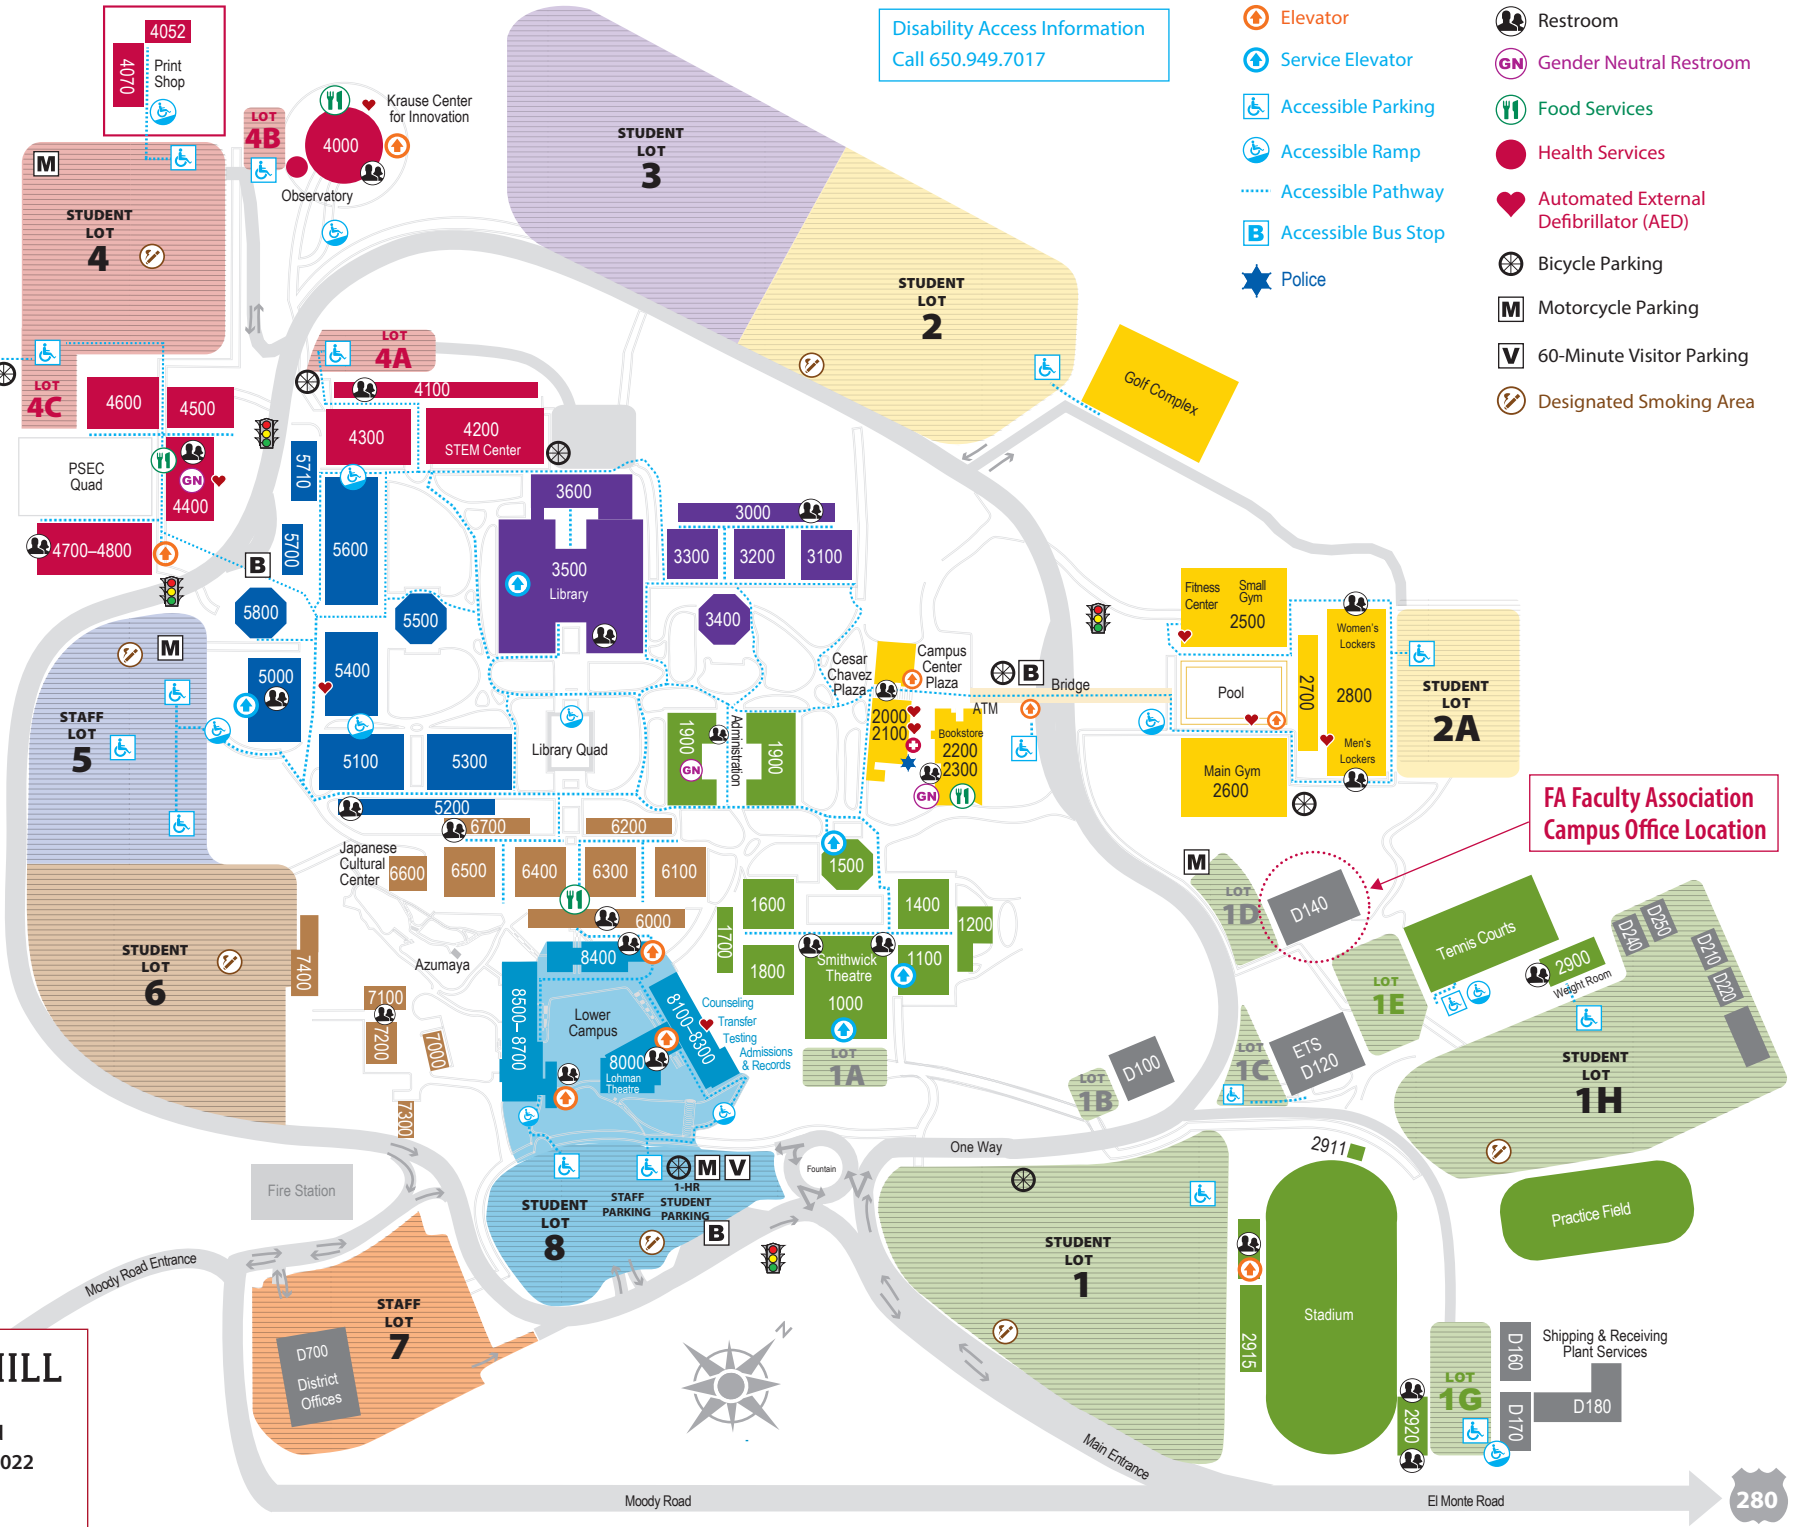 4052
4070
Print
Shop
LOT
4B
Krause Center
for Innovation
4000
Observatory
M
STUDENT
LOT
4
LOT
4C
LOT
4A
Disability Access Information
Call 650.949.7017
Elevator
Service Elevator
Accessible Parking
Accessible Ramp
Accessible Pathway
B
Accessible Bus Stop
Police
Restroom
GN
Gender Neutral Restroom
Food Services
Health Services
Automated External
Defibrillator (AED)
Bicycle Parking
M
Motorcycle Parking
V
60-Minute Visitor Parking
Designated Smoking Area
STUDENT
LOT
3
STUDENT
LOT
2
Golf Complex
4600
4500
4100
4300
4200
STEM Center
PSEC
Quad
GN
4400
4700–4800
5710
5700
B
5600
5800
5500
3600
3500
Library
3000
3300
3200
3100
3400
M
STAFF
LOT
5
5000
5400
5100
5300
5200
Library Quad
1900
GN
Administration
1900
Cesar
Chavez
Plaza
Campus
Center
Plaza
B
Bridge
ATM
2000
2100
Bookstore
2200
2300
GN
Fitness
Center
Small
Gym
2500
Pool
2700
Women's
Lockers
2800
Men's
Lockers
Main Gym
2600
STUDENT
LOT
2A
FA Faculty Association
Campus Office Location
6700
6200
Japanese
Cultural
Center
6600
6500
6400
6300
6100
6000
1500
1600
1400
1700
1200
1800
Smithwick
Theatre
1000
1100
LOT
1A
M
LOT
1D
D140
LOT
1E
Tennis Courts
2900
Weight Room
D240
D250
D210
D220
STUDENT
LOT
1H
STUDENT
LOT
6
7400
Azumaya
7100
7200
7000
7300
8400
8500–8700
Lower
Campus
8100–8300
8000
Lohman
Theatre
Counseling
Transfer
Testing
Admissions
& Records
LOT
1B
D100
LOT
1C
ETS
D120
Fire Station
STUDENT
LOT
8
STAFF
PARKING
M
V
1-HR
STUDENT
PARKING
B
Fountain
One Way
STUDENT
LOT
1
2911
Practice Field
Stadium
2915
2920
LOT
1G
D160
D170
Shipping & Receiving
Plant Services
D180
Moody Road Entrance
STAFF
LOT
7
D700
District
Offices
N
Main Entrance
Moody Road
El Monte Road
280
HILL
022